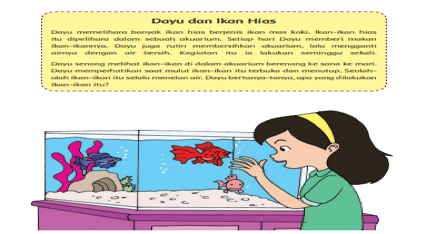 Dayu dan Ikan Hias
Dayu memelihara banyak ikan hias berjenis ikan mas koki. Ikan-ikan hias
itu dipelihara dalam sebuah akuarium. Setiap hari Dayu memberi makan
ikan-ikannya. Dayu juga rutin membersihkan akuarium, lalu mengganti
airnya dengan air bersih. Kegiatan itu ia lakukan seminggu sekali.
Dayu senang melihat ikan-ikan di dalam akuarium berenang ke sana ke mari.
Dayu memperhatikan saat mulut ikan-ikan itu terbuka dan menutup. Seolah-
olah ikan-ikan itu selalu menelan air. Dayu bertanya-tanya, apa yang dilakukan
ikan-ikan itu?